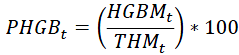 PHGB_t = (HGBM_t / THM_t) * 100